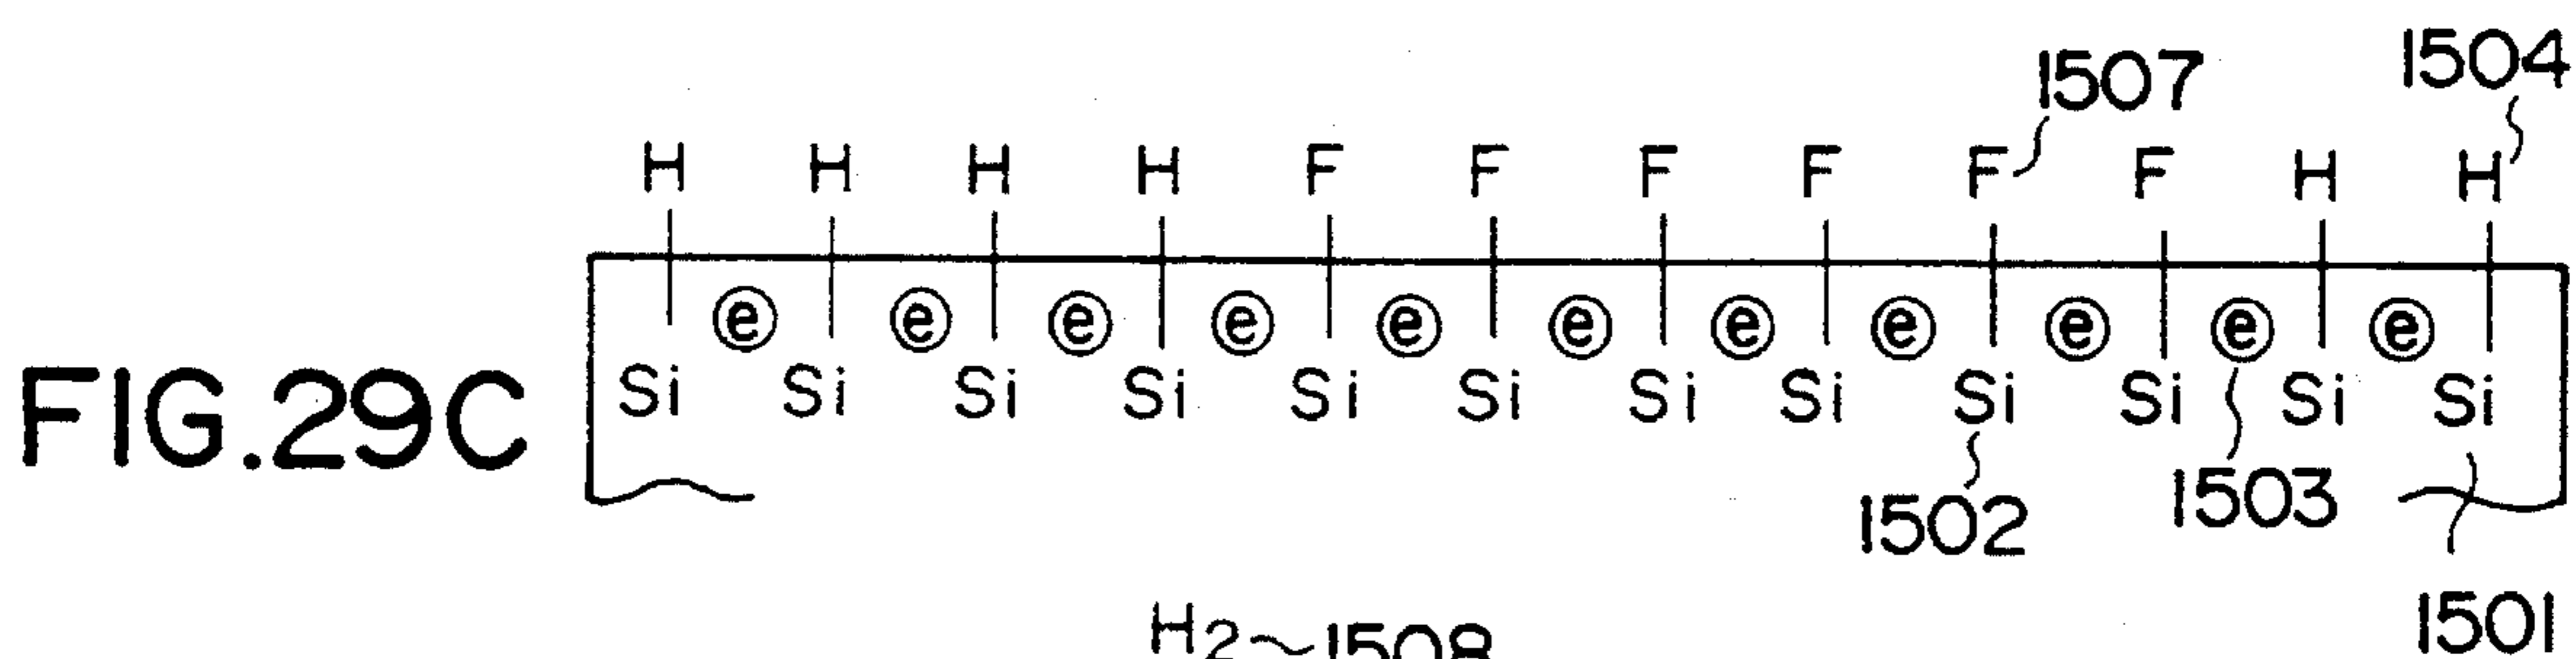 1504
1507
H H H H F F F F F F H H
e e e e e e e e e e e
FIG.29C
Si Si Si Si Si Si Si Si Si Si Si Si
1503
1502
1501
H2 1508